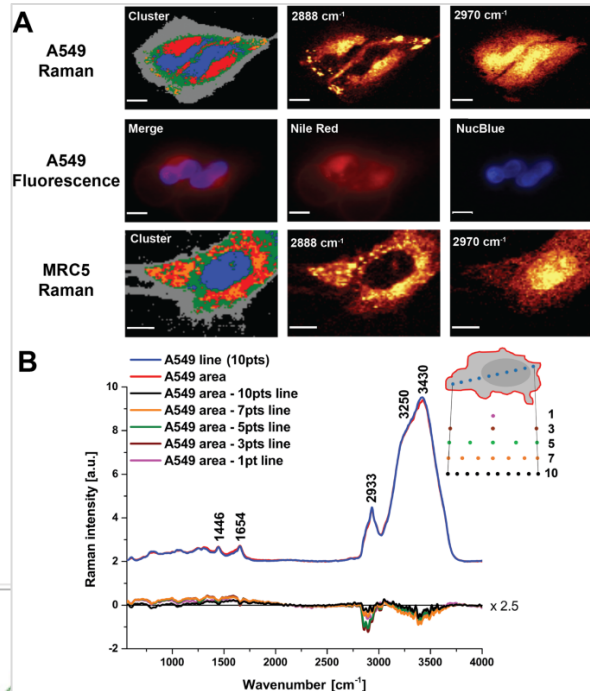 A
A549
Raman
Cluster
2888 cm⁻¹
2970 cm⁻¹
A549
Fluorescence
Merge
Nile Red
NucBlue
MRC5
Raman
Cluster
2888 cm⁻¹
2970 cm⁻¹
B
A549 line (10pts)
A549 area
A549 area - 10pts line
A549 area - 7pts line
A549 area - 5pts line
A549 area - 3pts line
A549 area - 1pt line
1446
1654
2933
3250
3430
1
3
5
7
10
Raman intensity [a.u.]
10
8
6
4
2
0
x 2.5
1000
1500
2000
2500
3000
3500
4000
Wavenumber [cm⁻¹]